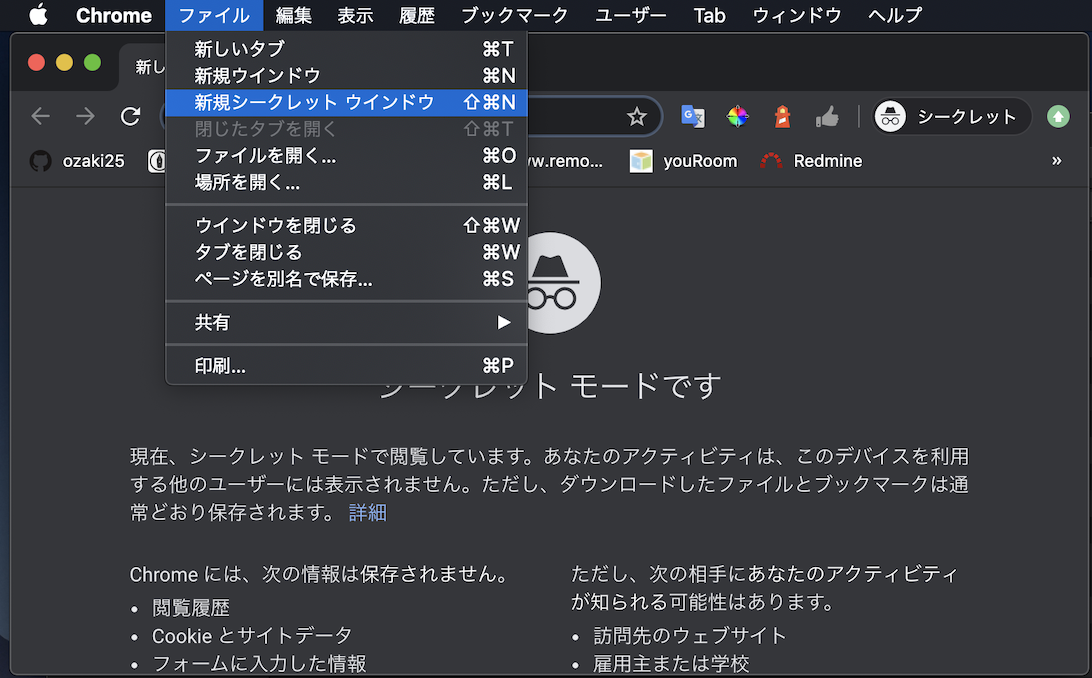 Chrome ファイル 編集 表示 履歴 ブックマーク ユーザー Tab ウィンドウ ヘルプ
新し
新しいタブ ⌘T
新規ウインドウ ⌘N
新規シークレット ウインドウ ⇧⌘N
閉じたタブを開く ⇧⌘T
ファイルを開く... ⌘O
場所を開く... ⌘L
ウインドウを閉じる ⇧⌘W
タブを閉じる ⌘W
ページを別名で保存... ⌘S
共有 ▶
印刷... ⌘P
シークレット
ozaki25 ww.remo... youRoom Redmine »
シークレット モードです
現在、シークレット モードで閲覧しています。あなたのアクティビティは、このデバイスを利用
する他のユーザーには表示されません。ただし、ダウンロードしたファイルとブックマークは通
常どおり保存されます。 詳細
Chrome には、次の情報は保存されません。
• 閲覧履歴
• Cookie とサイトデータ
• フォームに入力した情報
ただし、次の相手にあなたのアクティビティ
が知られる可能性はあります。
• 訪問先のウェブサイト
• 雇用主または学校